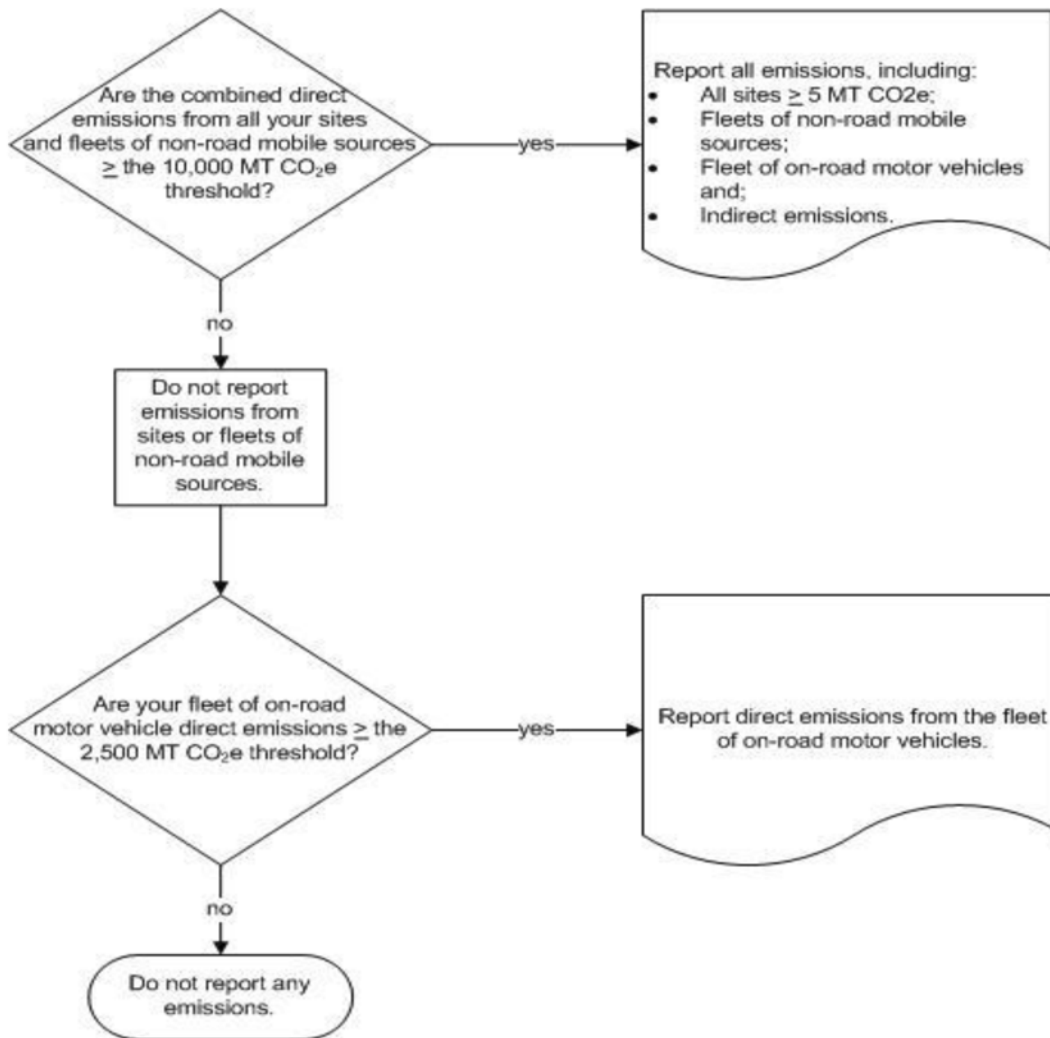 Are the combined direct
emissions from all your sites
and fleets of non-road mobile sources
≥ the 10,000 MT CO₂e
threshold?
yes
Report all emissions, including:
• All sites ≥ 5 MT CO2e;
• Fleets of non-road mobile
sources;
• Fleet of on-road motor vehicles
and;
• Indirect emissions.
no
Do not report
emissions from
sites or fleets of
non-road mobile
sources.
Are your fleet of on-road
motor vehicle direct emissions ≥ the
2,500 MT CO₂e threshold?
yes
Report direct emissions from the fleet
of on-road motor vehicles.
no
Do not report any
emissions.